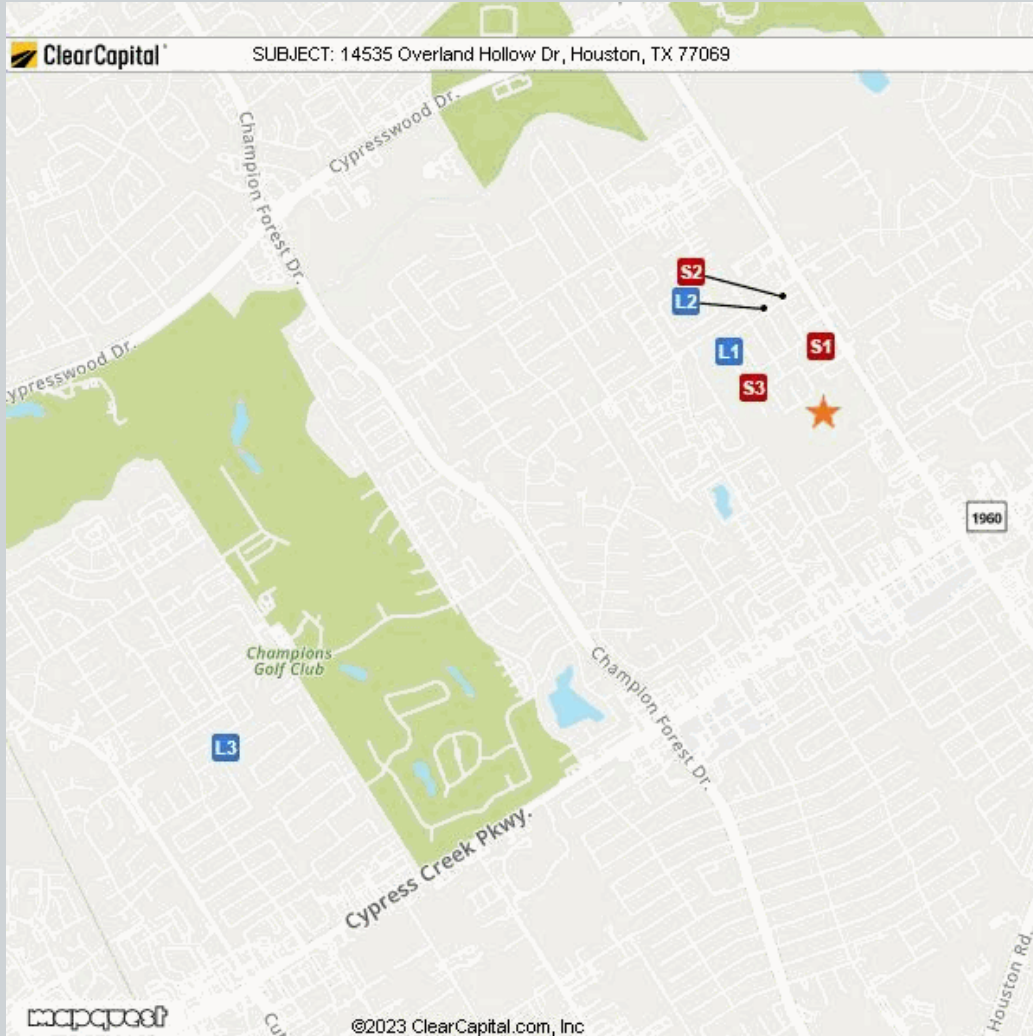 ClearCapital
SUBJECT: 14535 Overland Hollow Dr, Houston, TX 77069
Cypresswood Dr.
Champion Forest Dr.
S2
L2
S1
L1
S3
ypresswood Dr.
1960
Champions
Golf Club
Champion Forest Dr.
L3
Cypress Creek Pkwy.
Houston Rd.
mapquest
©2023 ClearCapital.com, Inc
Cut